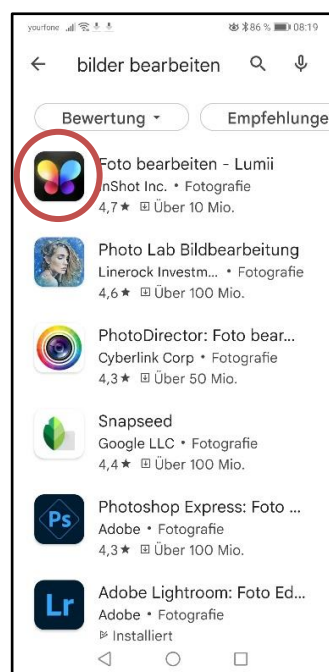 yourfone 86 % 08:19
bilder bearbeiten
Bewertung Empfehlunge
Foto bearbeiten - Lumii
InShot Inc. • Fotografie
4,7★ Über 10 Mio.
Photo Lab Bildbearbeitung
Linerock Investm... • Fotografie
4,6★ Über 100 Mio.
PhotoDirector: Foto bear...
Cyberlink Corp • Fotografie
4,3★ Über 50 Mio.
Snapseed
Google LLC • Fotografie
4,4★ Über 100 Mio.
Ps
Photoshop Express: Foto ...
Adobe • Fotografie
4,3★ Über 100 Mio.
Lr
Adobe Lightroom: Foto Ed...
Adobe • Fotografie
Installiert